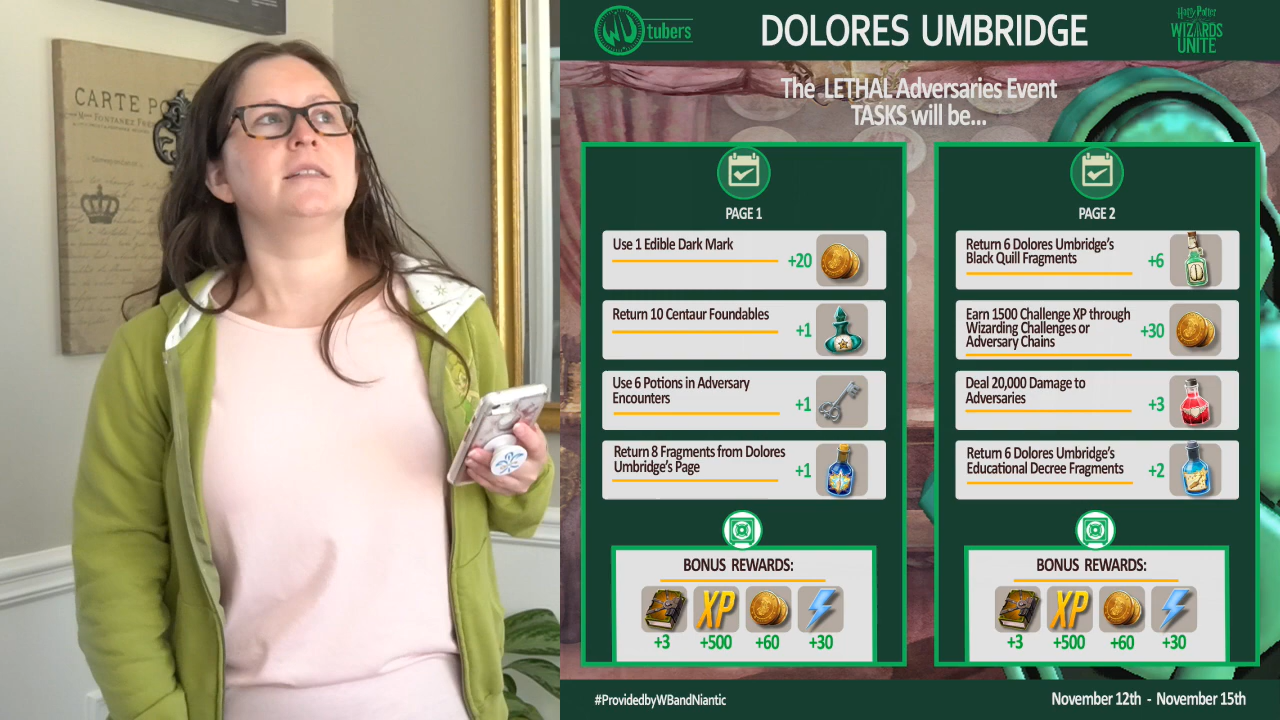 CARTE PO
WU tubers
DOLORES UMBRIDGE
Harry Potter
WIZARDS
UNITE
The LETHAL Adversaries Event
TASKS will be...
PAGE 1
Use 1 Edible Dark Mark
+20
Return 10 Centaur Foundables
+1
Use 6 Potions in Adversary
Encounters
+1
Return 8 Fragments from Dolores
Umbridge's Page
+1
BONUS REWARDS:
XP
+3 +500 +60 +30
PAGE 2
Return 6 Dolores Umbridge's
Black Quill Fragments
+6
Earn 1500 Challenge XP through
Wizarding Challenges or
Adversary Chains
+30
Deal 20,000 Damage to
Adversaries
+3
Return 6 Dolores Umbridge's
Educational Decree Fragments
+2
BONUS REWARDS:
XP
+3 +500 +60 +30
#ProvidedbyWBandNiantic
November 12th - November 15th